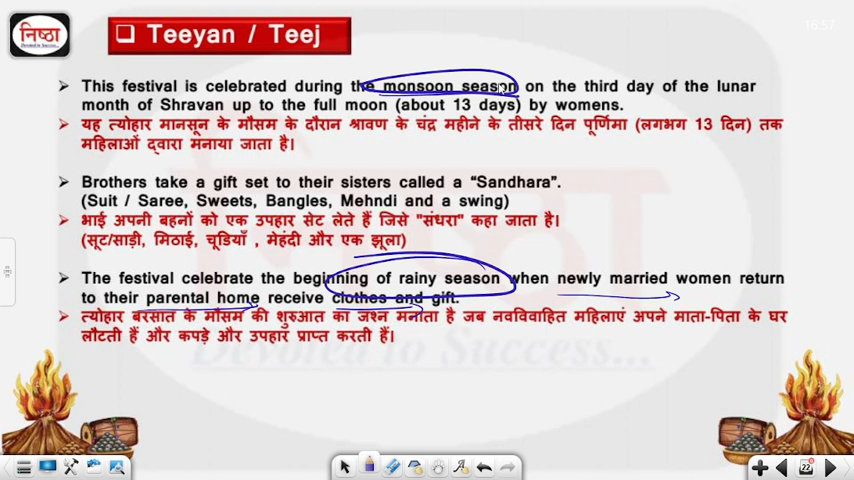 16:57
निष्ठा
Devoted to Success...
❑ Teeyan / Teej
➢ This festival is celebrated during the monsoon season on the third day of the lunar
month of Shravan up to the full moon (about 13 days) by womens.
➢ यह त्योहार मानसून के मौसम के दौरान श्रावण के चंद्र महीने के तीसरे दिन पूर्णिमा (लगभग 13 दिन) तक
महिलाओं द्वारा मनाया जाता है।
➢ Brothers take a gift set to their sisters called a “Sandhara”.
(Suit / Saree, Sweets, Bangles, Mehndi and a swing)
➢ भाई अपनी बहनों को एक उपहार सेट लेते हैं जिसे "संधरा" कहा जाता है।
(सूट/साड़ी, मिठाई, चूडियाँ , मेहंदी और एक झूला)
➢ The festival celebrate the beginning of rainy season when newly married women return
to their parental home receive clothes and gift.
➢ त्योहार बरसात के मौसम की शुरुआत का जश्न मनाता है जब नवविवाहित महिलाएं अपने माता-पिता के घर
लौटती हैं और कपड़े और उपहार प्राप्त करती हैं।
Devoted to Success...
22